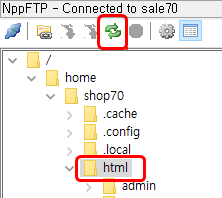 NppFTP - Connected to sale70
/
home
shop70
.cache
.config
.local
html
admin